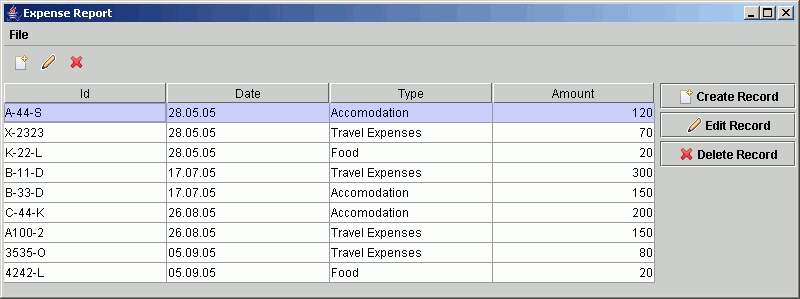 Expense Report
File
Id Date Type Amount
A-44-S 28.05.05 Accomodation 120
X-2323 28.05.05 Travel Expenses 70
K-22-L 28.05.05 Food 20
B-11-D 17.07.05 Travel Expenses 300
B-33-D 17.07.05 Accomodation 150
C-44-K 26.08.05 Accomodation 200
A100-2 26.08.05 Travel Expenses 150
3535-O 05.09.05 Travel Expenses 80
4242-L 05.09.05 Food 20
Create Record
Edit Record
Delete Record